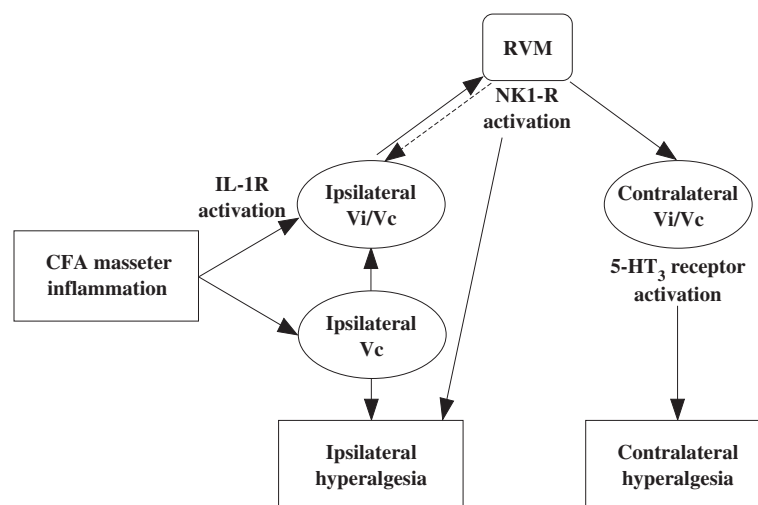 RVM
NK1-R
activation
IL-1R
activation
Ipsilateral
Vi/Vc
Contralateral
Vi/Vc
CFA masseter
inflammation
5-HT3 receptor
activation
Ipsilateral
Vc
Ipsilateral
hyperalgesia
Contralateral
hyperalgesia